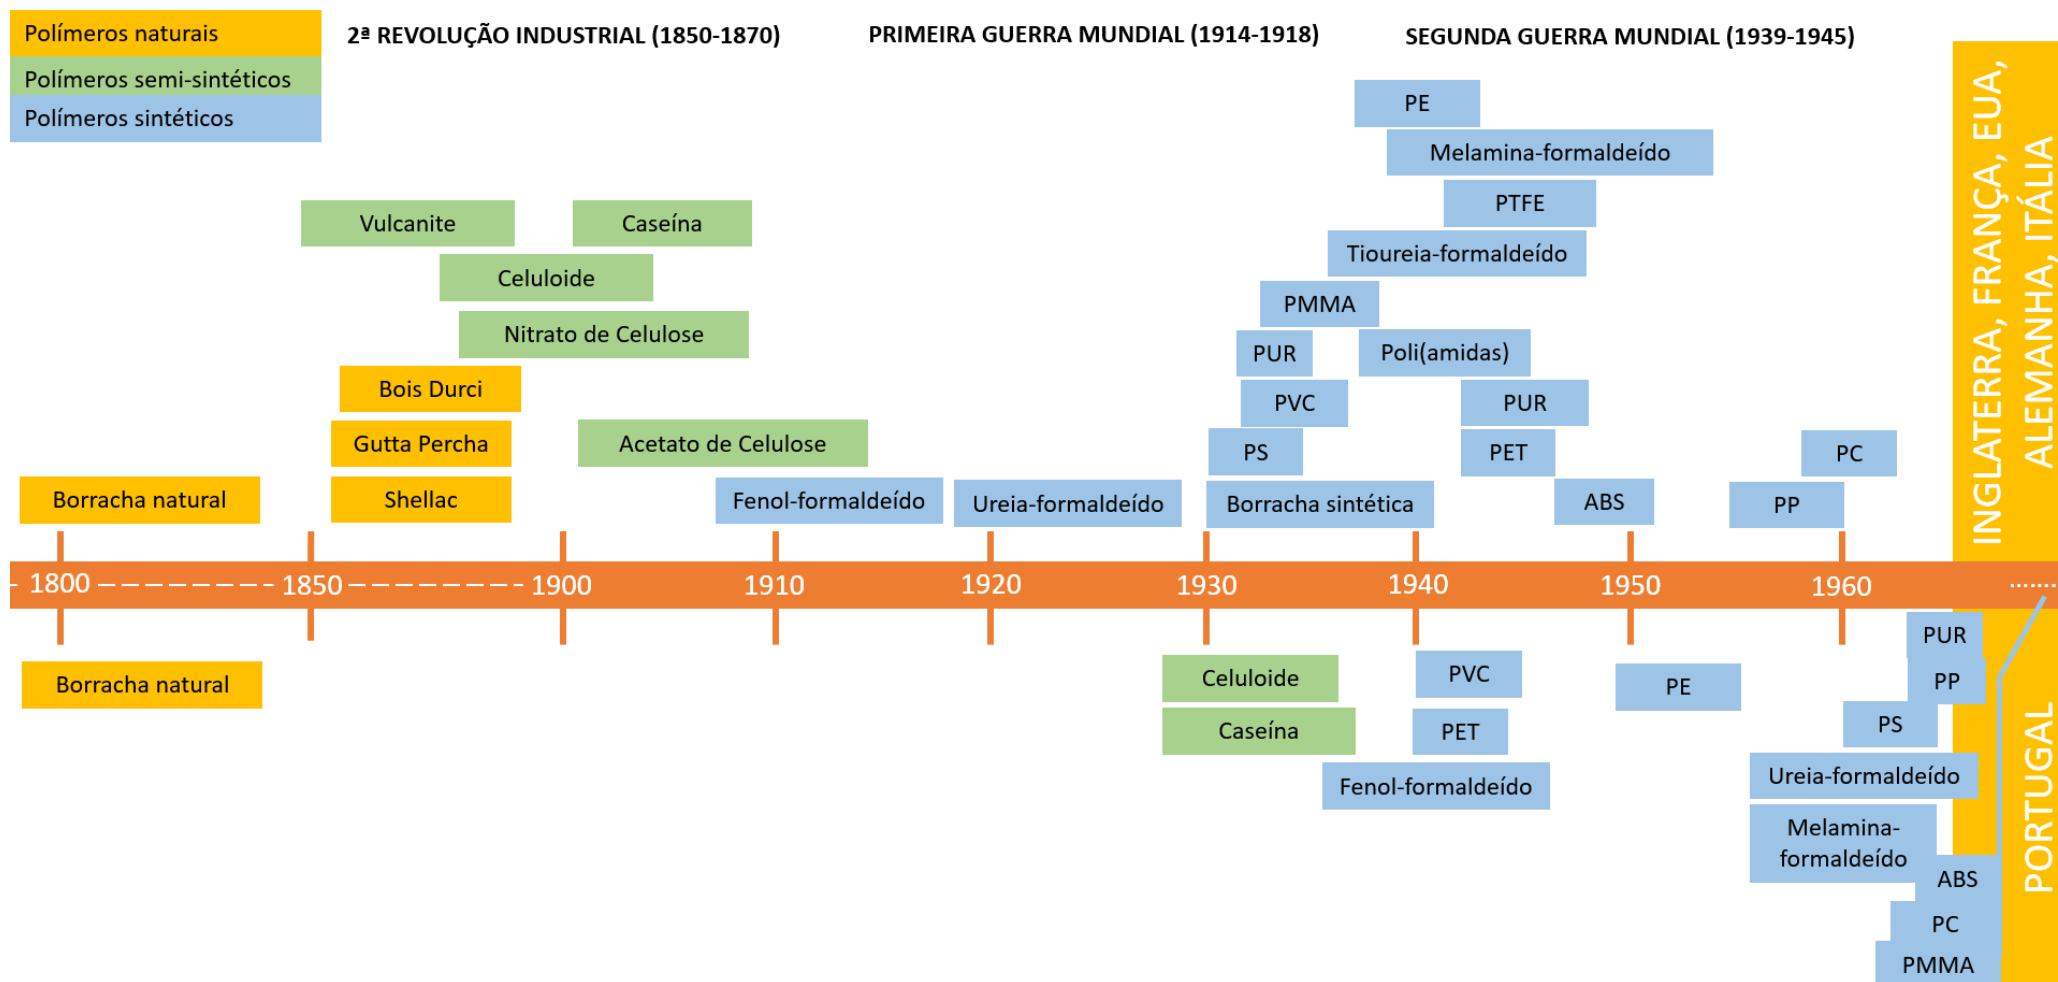 Polímeros naturais
Polímeros semi-sintéticos
Polímeros sintéticos
2ª REVOLUÇÃO INDUSTRIAL (1850-1870)
PRIMEIRA GUERRA MUNDIAL (1914-1918)
SEGUNDA GUERRA MUNDIAL (1939-1945)
PE
Melamina-formaldeído
PTFE
Vulcanite
Caseína
Tioureia-formaldeído
Celuloide
PMMA
Nitrato de Celulose
PUR
Poli(amidas)
Bois Durci
PVC
PUR
Gutta Percha
Acetato de Celulose
PS
PET
PC
Borracha natural
Shellac
Fenol-formaldeído
Ureia-formaldeído
Borracha sintética
ABS
PP
INGLATERRA, FRANÇA, EUA,
ALEMANHA, ITÁLIA
1800
1850
1900
1910
1920
1930
1940
1950
1960
PUR
Borracha natural
Celuloide
PVC
PE
PP
Caseína
PET
PS
Fenol-formaldeído
Ureia-formaldeído
Melamina-
formaldeído
ABS
PC
PMMA
PORTUGAL